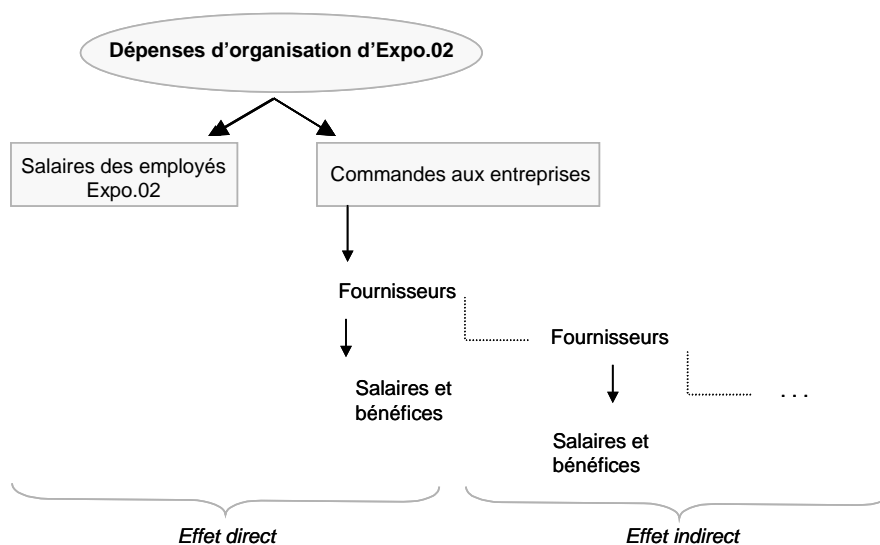 Dépenses d'organisation d'Expo.02
Salaires des employés
Expo.02
Commandes aux entreprises
Fournisseurs
Fournisseurs
. . .
Salaires et
bénéfices
Salaires et
bénéfices
Effet direct
Effet indirect